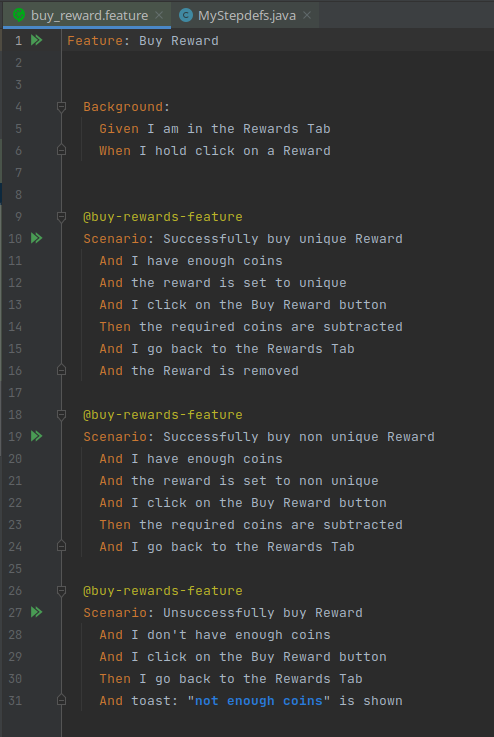 buy_reward.feature MyStepdefs.java
1 Feature: Buy Reward
2
3
4 Background:
5 Given I am in the Rewards Tab
6 When I hold click on a Reward
7
8
9 @buy-rewards-feature
10 Scenario: Successfully buy unique Reward
11 And I have enough coins
12 And the reward is set to unique
13 And I click on the Buy Reward button
14 Then the required coins are subtracted
15 And I go back to the Rewards Tab
16 And the Reward is removed
17
18 @buy-rewards-feature
19 Scenario: Successfully buy non unique Reward
20 And I have enough coins
21 And the reward is set to non unique
22 And I click on the Buy Reward button
23 Then the required coins are subtracted
24 And I go back to the Rewards Tab
25
26 @buy-rewards-feature
27 Scenario: Unsuccessfully buy Reward
28 And I don't have enough coins
29 And I click on the Buy Reward button
30 Then I go back to the Rewards Tab
31 And toast: "not enough coins" is shown